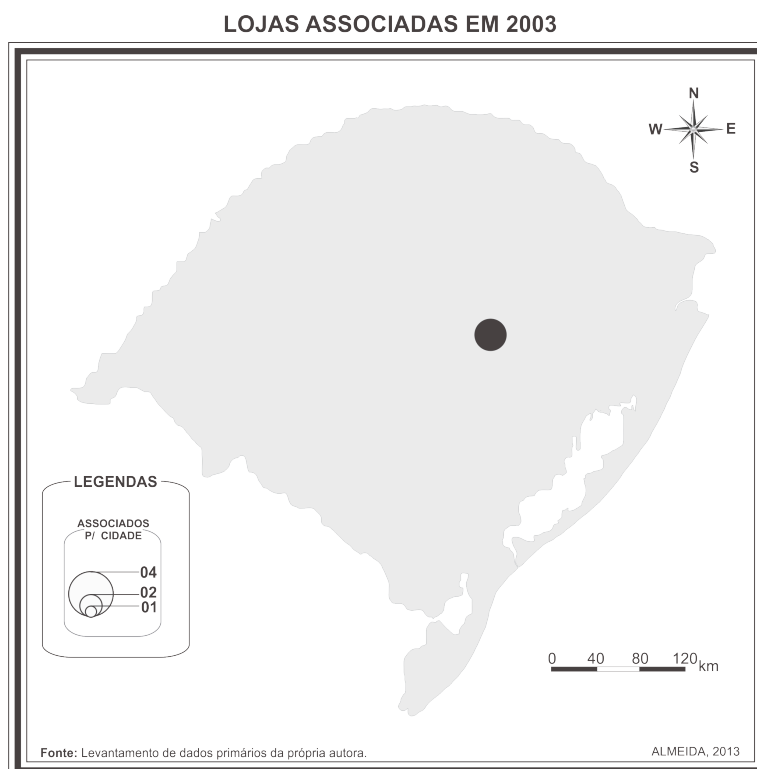 LOJAS ASSOCIADAS EM 2003
N
W E
S
LEGENDAS
ASSOCIADOS
P/ CIDADE
04
02
01
0 40 80 120 km
Fonte: Levantamento de dados primários da própria autora.
ALMEIDA, 2013